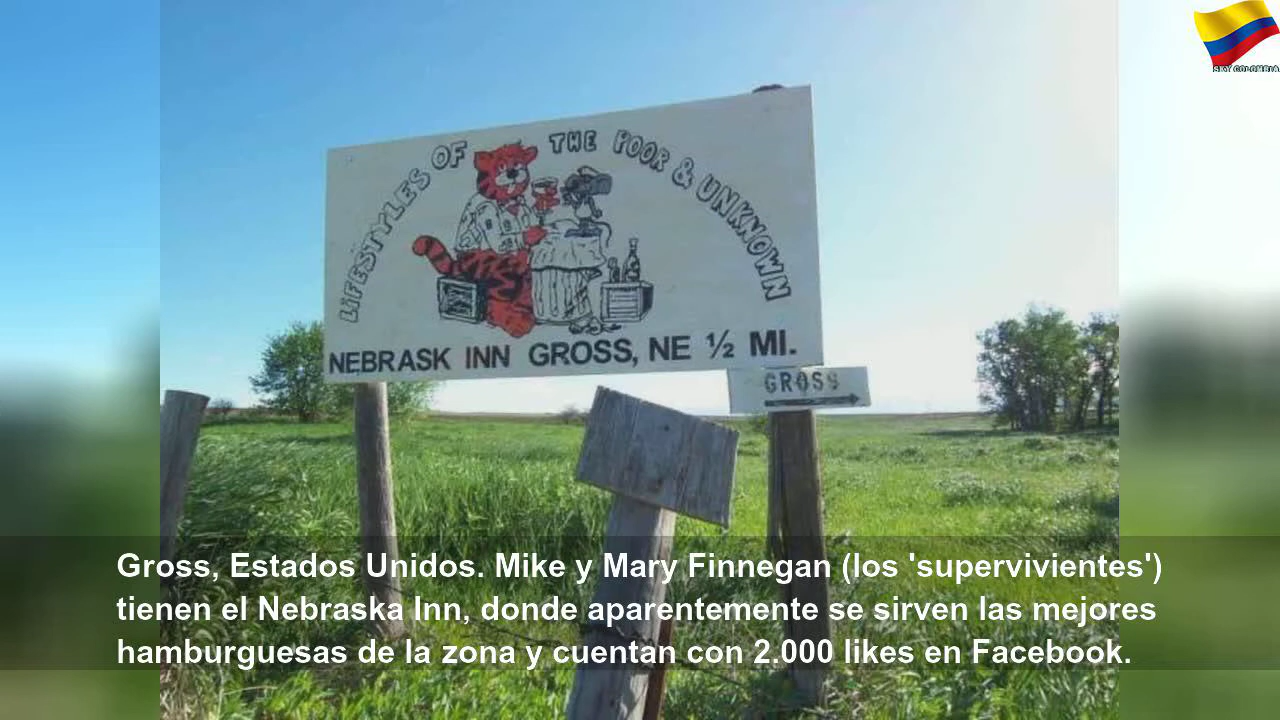 SKY COLOMBIA
LIFESTYLES OF THE POOR & UNKNOWN
NEBRASK INN GROSS, NE ½ MI.
GROSS
Gross, Estados Unidos. Mike y Mary Finnegan (los 'supervivientes')
tienen el Nebraska Inn, donde aparentemente se sirven las mejores
hamburguesas de la zona y cuentan con 2.000 likes en Facebook.